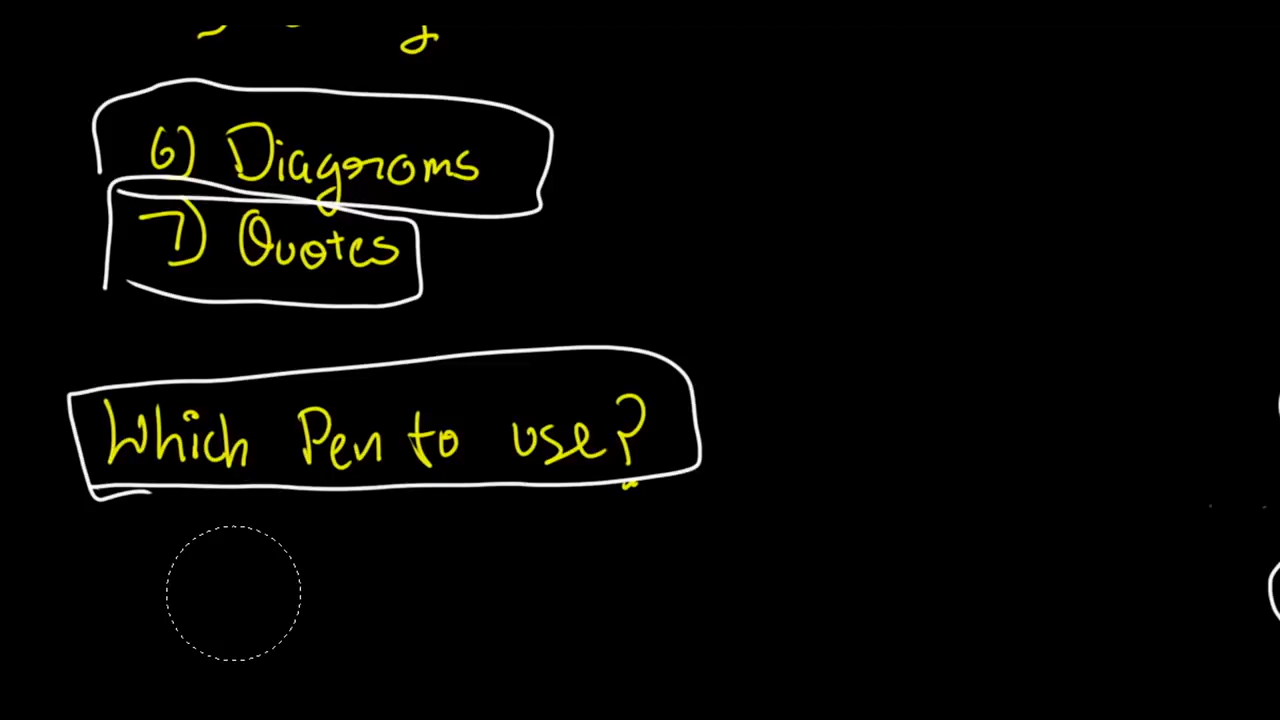 6) Diagrams
7) Quotes
Which Pen to use?